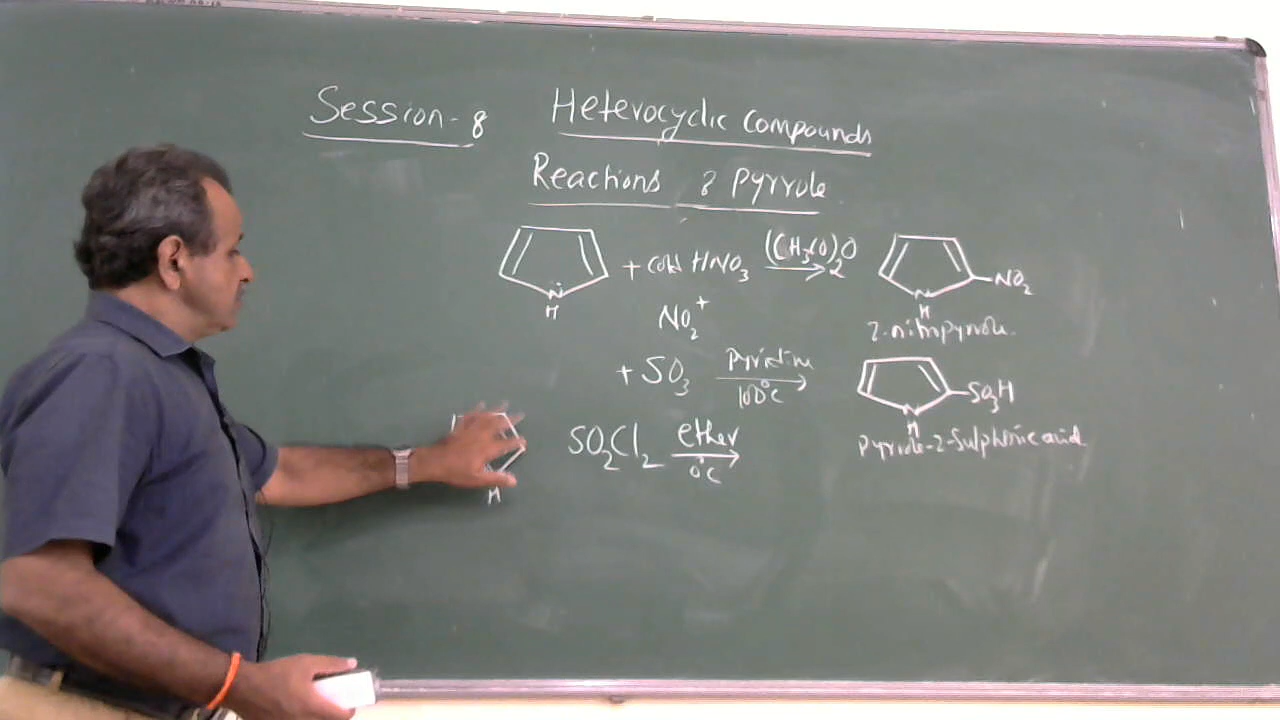 Session-8 Heterocyclic Compounds
Reactions of Pyrrole
N̈ H + cold HNO3 (CH3CO)2O → N H NO2
NO2+ 2-nitropyrrole.
+ SO3 Pyridine 100°C → N H SO3H
Pyrrole-2-Sulphonic acid
H SO2Cl2 ether 0°C →